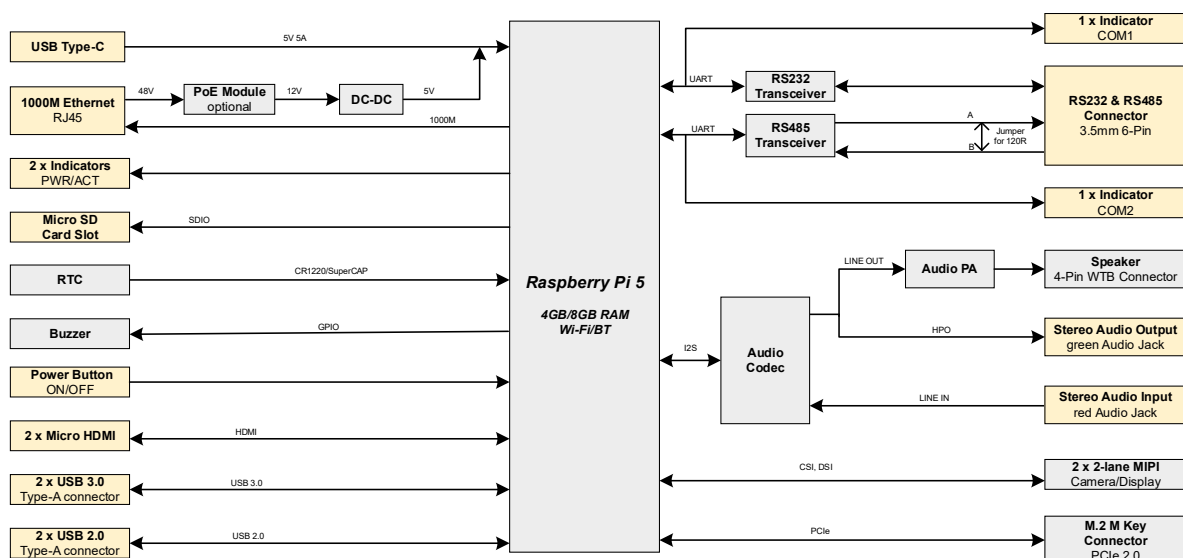 USB Type-C
5V 5A
1000M Ethernet
RJ45
48V
PoE Module
optional
12V
DC-DC
5V
1000M
2 x Indicators
PWR/ACT
Micro SD
Card Slot
SDIO
RTC
CR1220/SuperCAP
Buzzer
GPIO
Power Button
ON/OFF
2 x Micro HDMI
HDMI
2 x USB 3.0
Type-A connector
USB 3.0
2 x USB 2.0
Type-A connector
USB 2.0
Raspberry Pi 5
4GB/8GB RAM
Wi-Fi/BT
1 x Indicator
COM1
UART
RS232
Transceiver
RS232 & RS485
Connector
3.5mm 6-Pin
UART
RS485
Transceiver
A
B
Jumper
for 120R
1 x Indicator
COM2
LINE OUT
Audio PA
Speaker
4-Pin WTB Connector
I2S
Audio
Codec
HPO
Stereo Audio Output
green Audio Jack
LINE IN
Stereo Audio Input
red Audio Jack
CSI, DSI
2 x 2-lane MIPI
Camera/Display
PCIe
M.2 M Key
Connector
PCIe 2.0